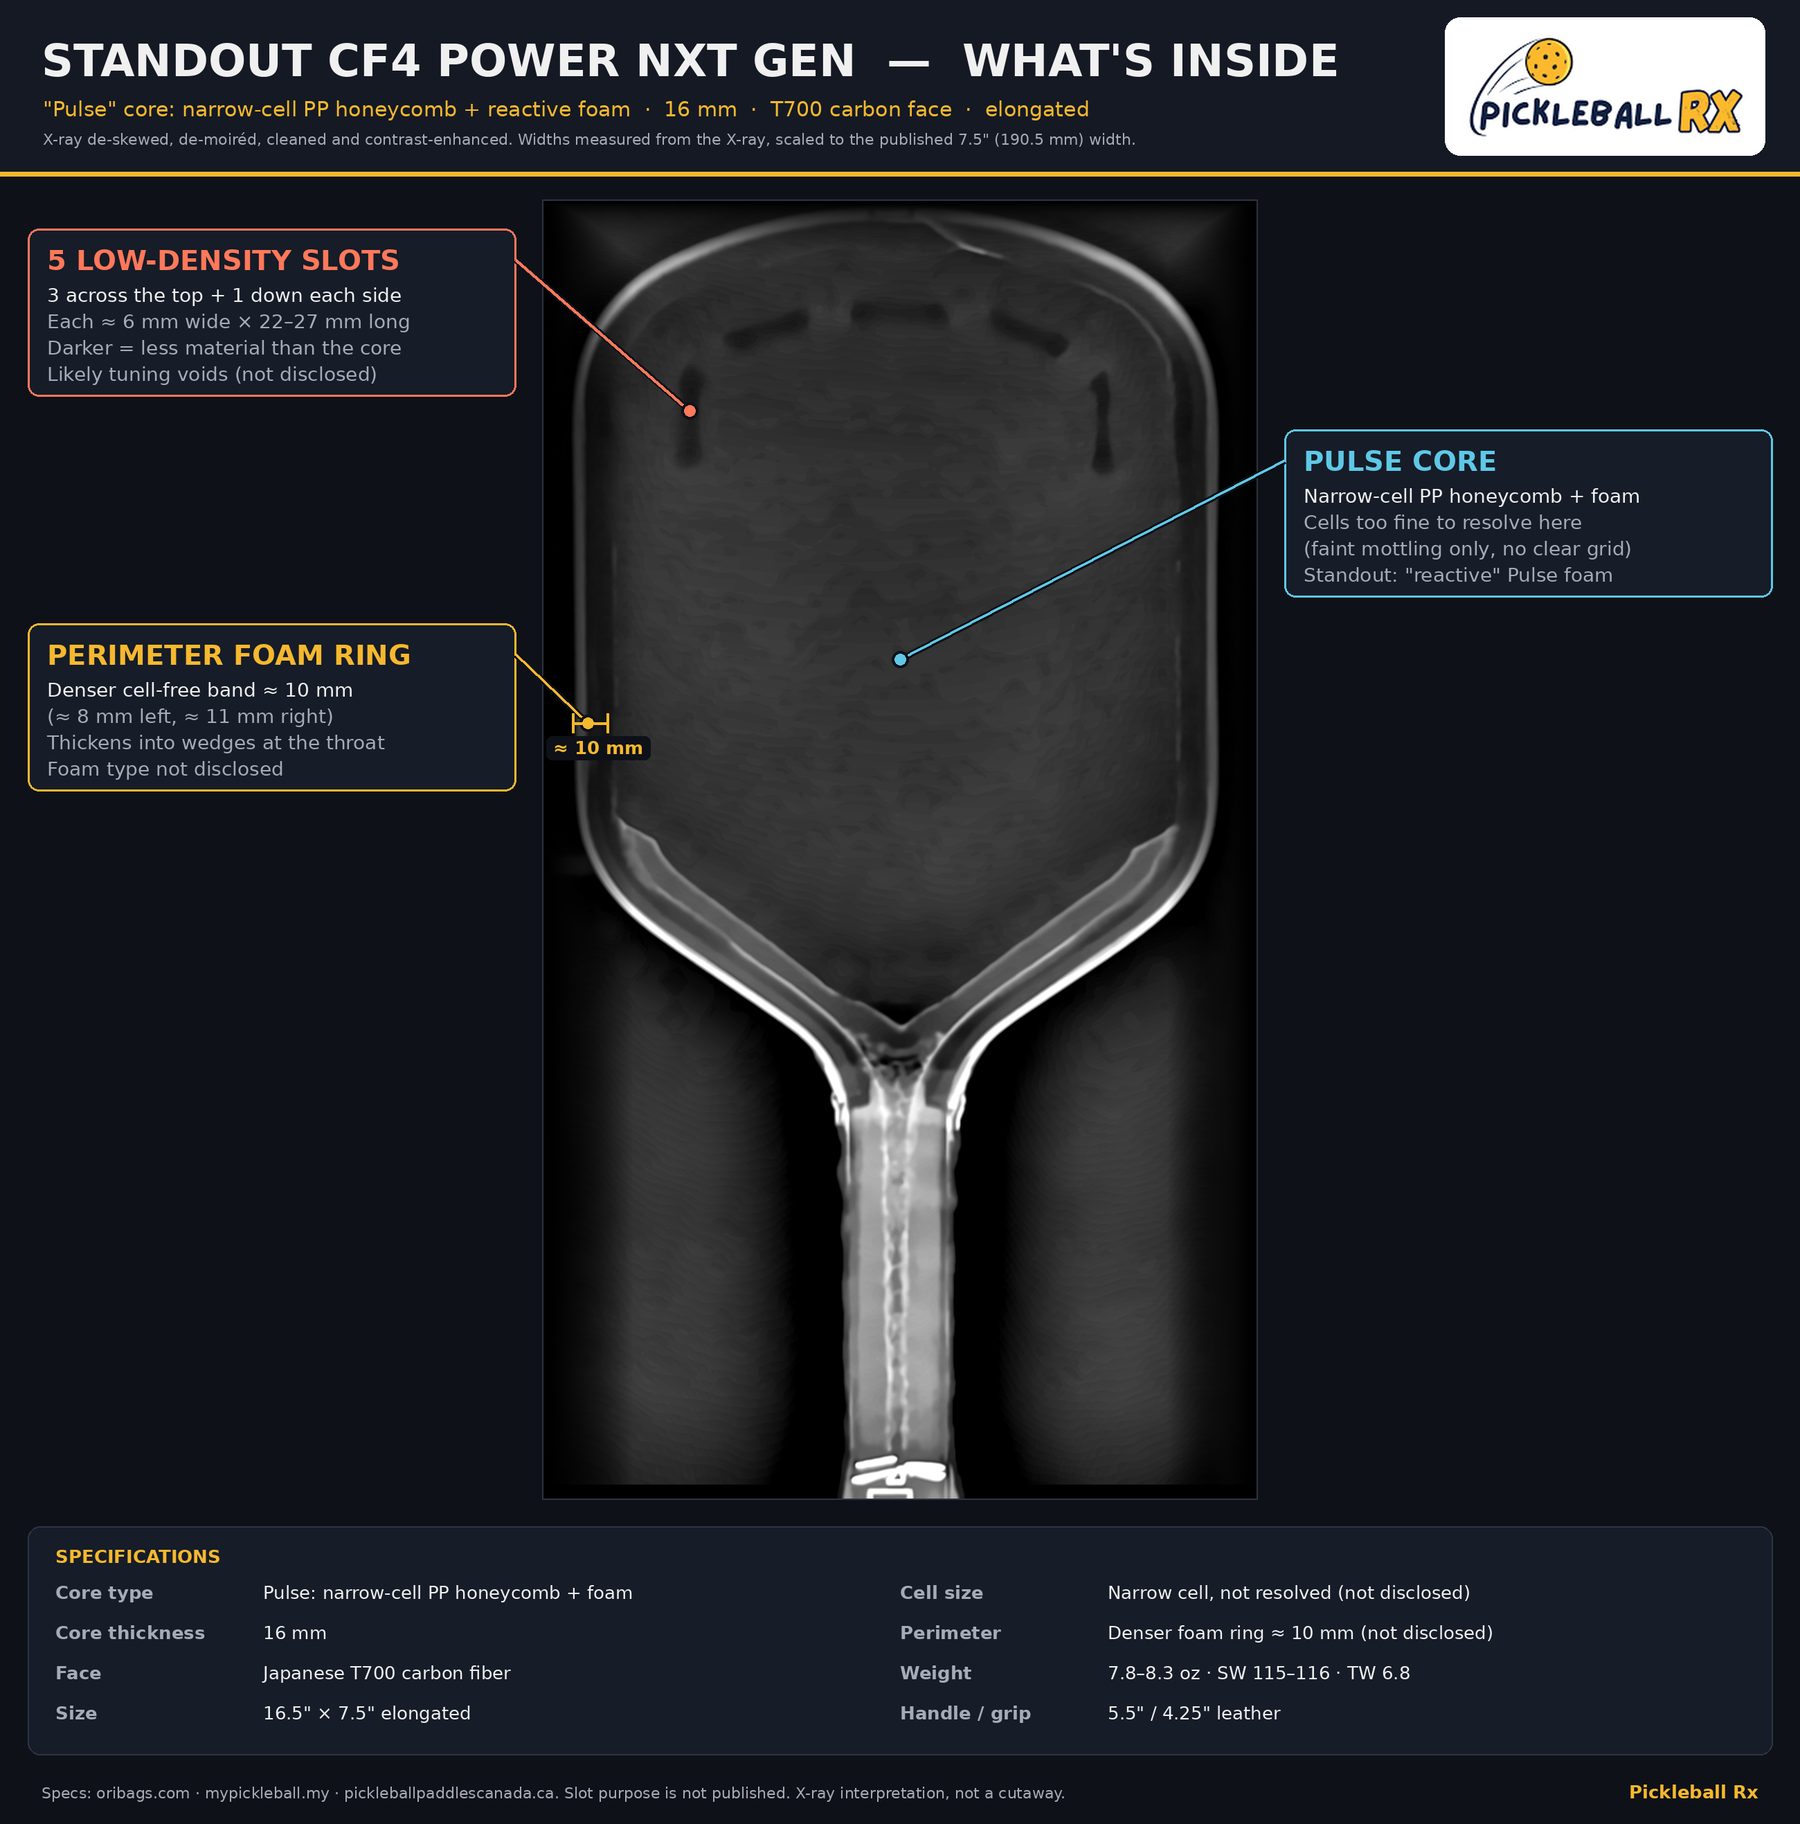 STANDOUT CF4 POWER NXT GEN — WHAT'S INSIDE
"Pulse" core: narrow-cell PP honeycomb + reactive foam · 16 mm · T700 carbon face · elongated
X-ray de-skewed, de-moiréd, cleaned and contrast-enhanced. Widths measured from the X-ray, scaled to the published 7.5" (190.5 mm) width.
PICKLEBALL RX
5 LOW-DENSITY SLOTS
3 across the top + 1 down each side
Each ≈ 6 mm wide × 22–27 mm long
Darker = less material than the core
Likely tuning voids (not disclosed)
PULSE CORE
Narrow-cell PP honeycomb + foam
Cells too fine to resolve here
(faint mottling only, no clear grid)
Standout: "reactive" Pulse foam
PERIMETER FOAM RING
Denser cell-free band ≈ 10 mm
(≈ 8 mm left, ≈ 11 mm right)
Thickens into wedges at the throat
Foam type not disclosed
≈ 10 mm
SPECIFICATIONS
Core type Pulse: narrow-cell PP honeycomb + foam
Core thickness 16 mm
Face Japanese T700 carbon fiber
Size 16.5" × 7.5" elongated
Cell size Narrow cell, not resolved (not disclosed)
Perimeter Denser foam ring ≈ 10 mm (not disclosed)
Weight 7.8–8.3 oz · SW 115–116 · TW 6.8
Handle / grip 5.5" / 4.25" leather
Specs: oribags.com · mypickleball.my · pickleballpaddlescanada.ca. Slot purpose is not published. X-ray interpretation, not a cutaway.
Pickleball Rx